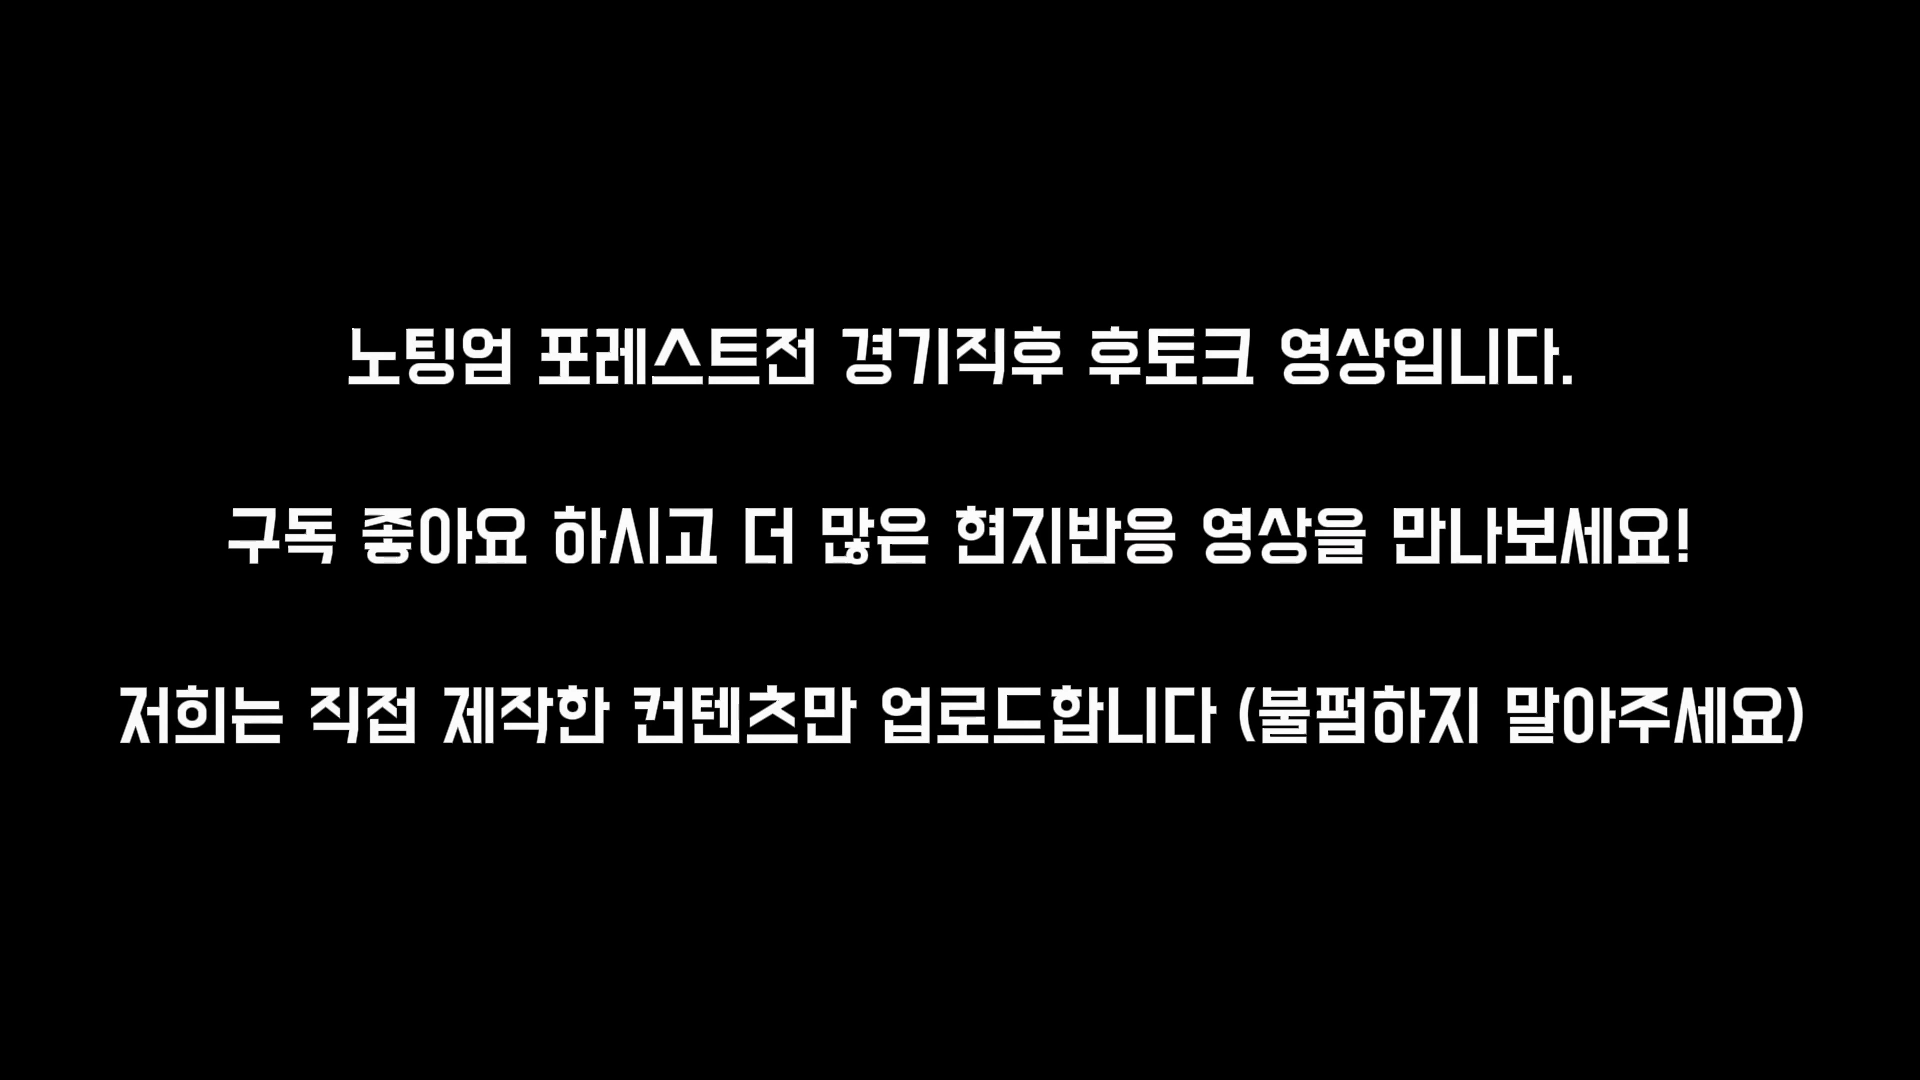 노팅엄 포레스트전 경기직후 후토크 영상입니다.
구독 좋아요 하시고 더 많은 현지반응 영상을 만나보세요!
저희는 직접 제작한 컨텐츠만 업로드합니다 (불펌하지 말아주세요)